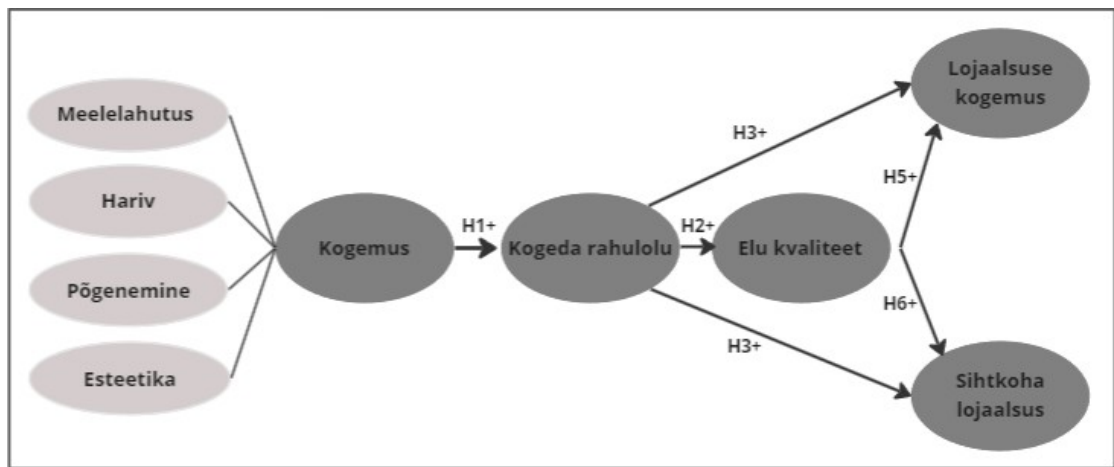 Meelelahutus
Hariv
Põgenemine
Esteetika
Kogemus
H1+
Kogeda rahulolu
H3+
H2+
H3+
Elu kvaliteet
H5+
H6+
Lojaalsuse
kogemus
Sihtkoha
lojaalsus